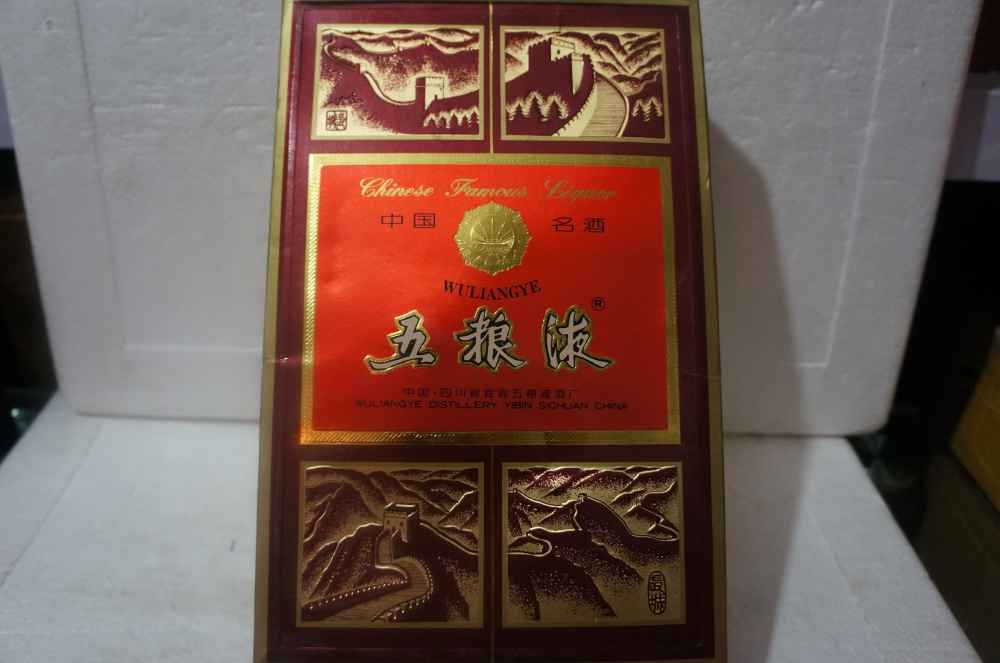 Chinese Famous Liquor
中国 名酒
WULIANGYE
五粮液®
中国·四川省宜宾五粮液酒厂
WULIANGYE DISTILLERY YIBIN SICHUAN CHINA